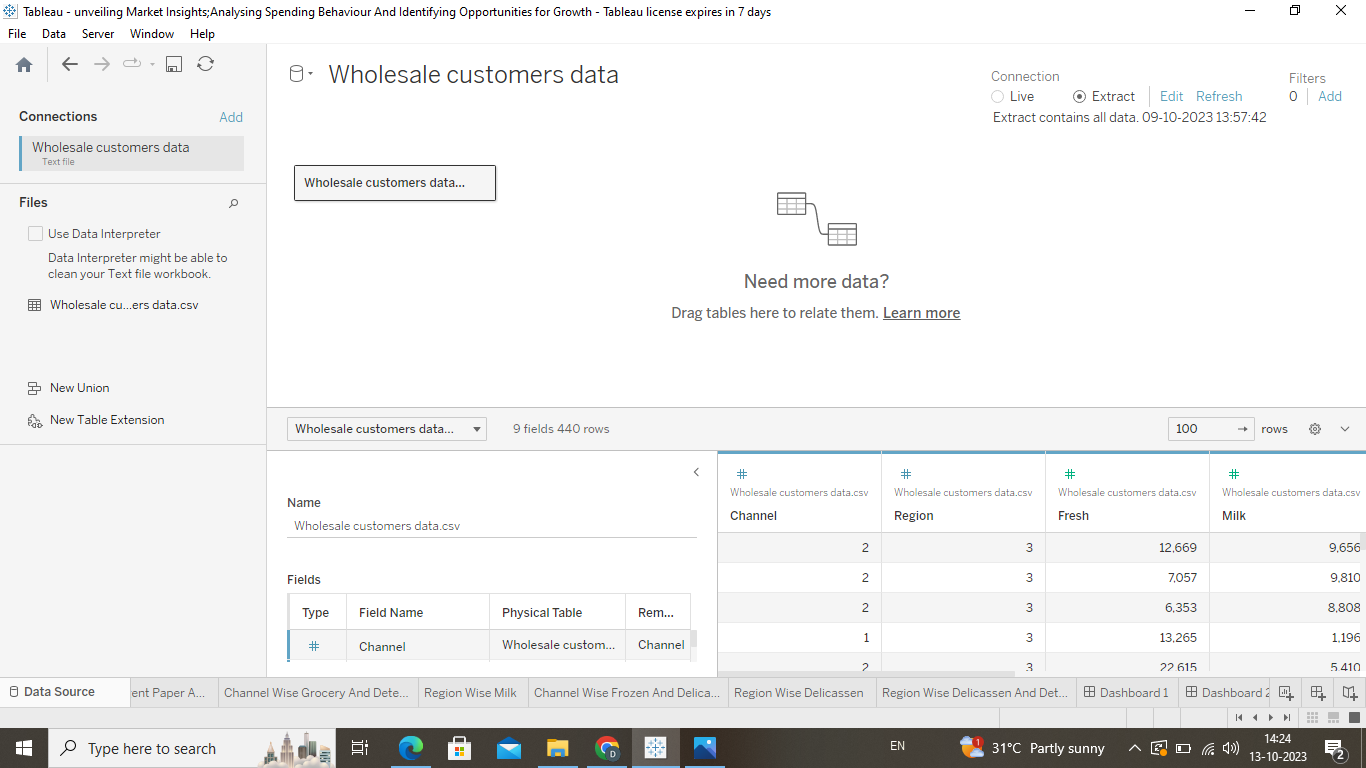 Tableau - unveiling Market Insights;Analysing Spending Behaviour And Identifying Opportunities for Growth - Tableau license expires in 7 days
File Data Server Window Help
Connections Add
Wholesale customers data
Text file
Files
Use Data Interpreter
Data Interpreter might be able to
clean your Text file workbook.
Wholesale cu...ers data.csv
New Union
New Table Extension
Wholesale customers data
Connection
Live Extract Edit Refresh
Extract contains all data. 09-10-2023 13:57:42
Filters
0 Add
Wholesale customers data...
Need more data?
Drag tables here to relate them. Learn more
Wholesale customers data... 9 fields 440 rows 100 rows
Name
Wholesale customers data.csv
Fields
Type Field Name Physical Table Rem...
Channel Wholesale custom... Channel
Wholesale customers data.csv Wholesale customers data.csv Wholesale customers data.csv Wholesale customers data.csv
Channel Region Fresh Milk
2 3 12,669 9,656
2 3 7,057 9,810
2 3 6,353 8,808
1 3 13,265 1,196
2 3 22,615 5,410
Data Source ent Paper A... Channel Wise Grocery And Dete... Region Wise Milk Channel Wise Frozen And Delica... Region Wise Delicassen Region Wise Delicassen And Det... Dashboard 1 Dashboard 2
Type here to search EN 1 31°C Partly sunny 14:24
13-10-2023 2